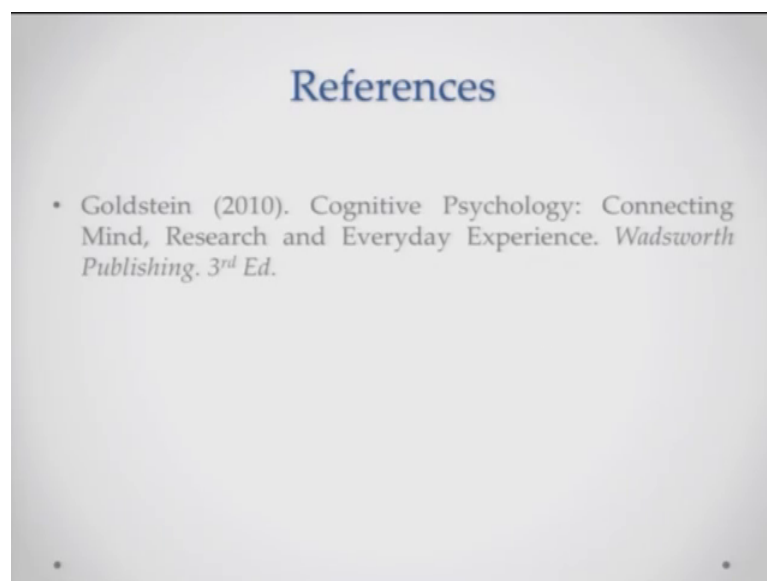 References
• Goldstein (2010). Cognitive Psychology: Connecting
Mind, Research and Everyday Experience. Wadsworth
Publishing. 3rd Ed.